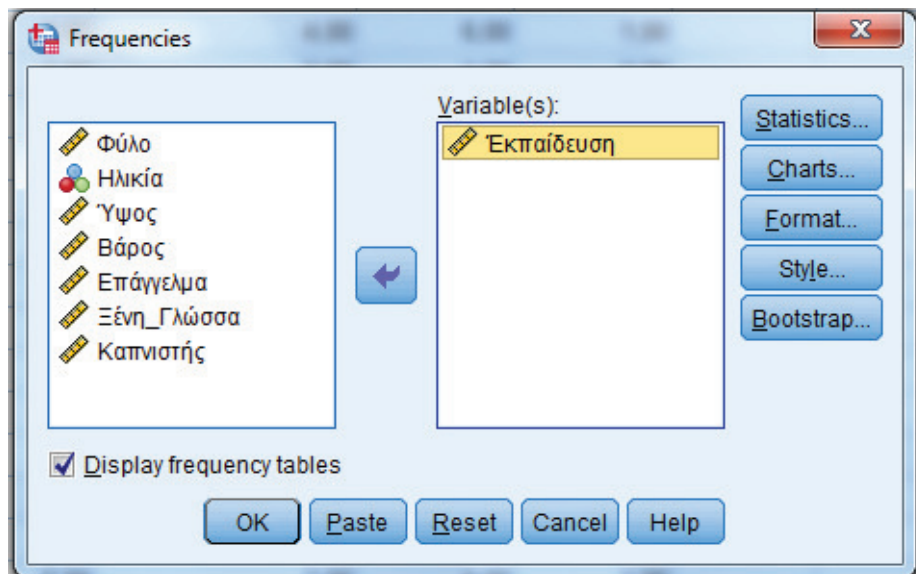 Frequencies
Variable(s):
Φύλο
Ηλικία
Ύψος
Βάρος
Επάγγελμα
Ξένη_Γλώσσα
Καπνιστής
Έκπαίδευση
Statistics...
Charts...
Format...
Style...
Bootstrap...
Display frequency tables
OK Paste Reset Cancel Help